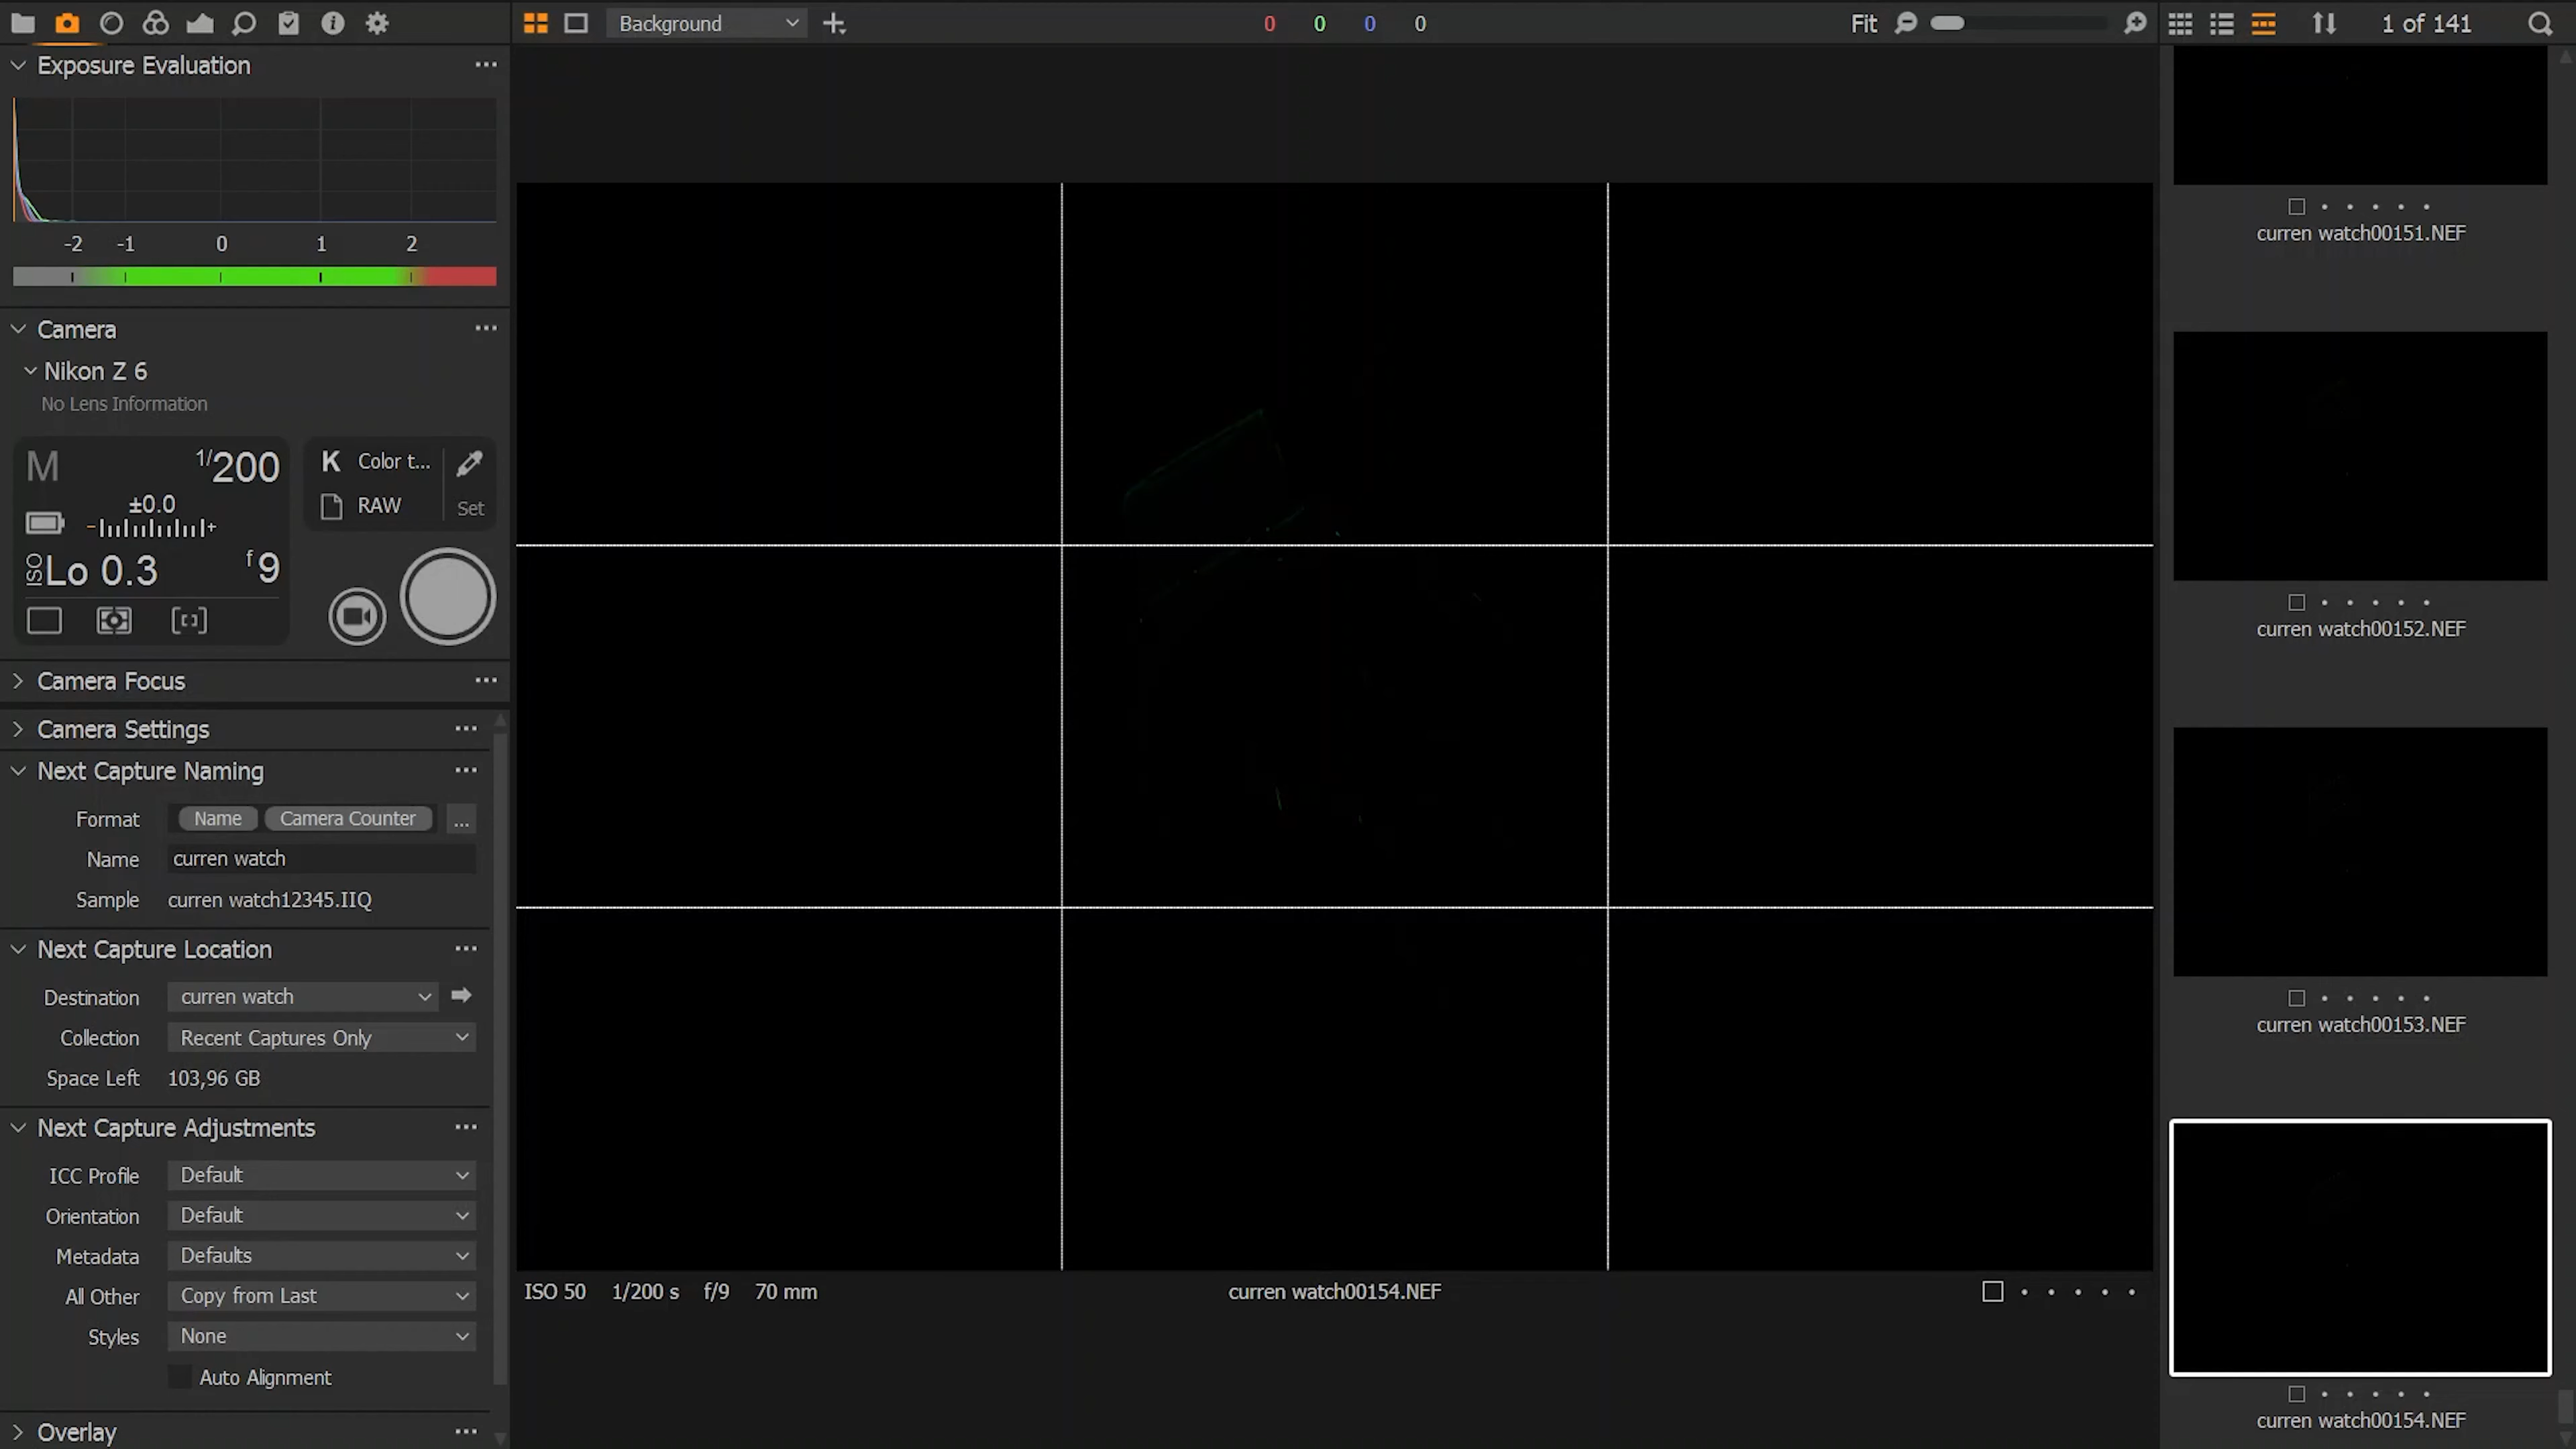 Background
0 0 0 0
Fit
1 of 141
Exposure Evaluation
-2 -1 0 1 2
Camera
Nikon Z 6
No Lens Information
M 1/200
±0.0
- +
ISO Lo 0.3 f 9
K Color t...
RAW
Set
Camera Focus
Camera Settings
Next Capture Naming
Format Name Camera Counter ...
Name curren watch
Sample curren watch12345.IIQ
Next Capture Location
Destination curren watch
Collection Recent Captures Only
Space Left 103,96 GB
Next Capture Adjustments
ICC Profile Default
Orientation Default
Metadata Defaults
All Other Copy from Last
Styles None
Auto Alignment
Overlay
ISO 50 1/200 s f/9 70 mm
curren watch00154.NEF
curren watch00151.NEF
curren watch00152.NEF
curren watch00153.NEF
curren watch00154.NEF